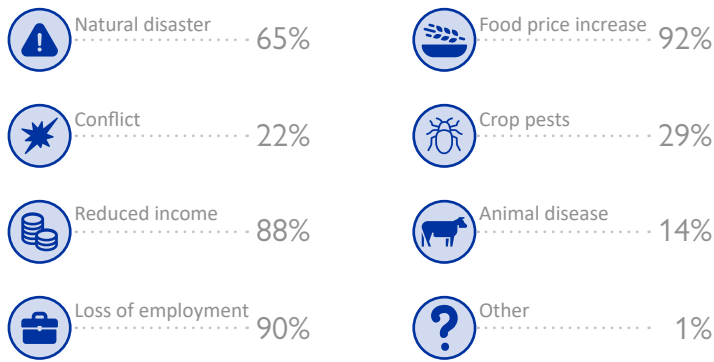 Natural disaster
65%
Food price increase
92%
Conflict
22%
Crop pests
29%
Reduced income
88%
Animal disease
14%
Loss of employment
90%
Other
1%